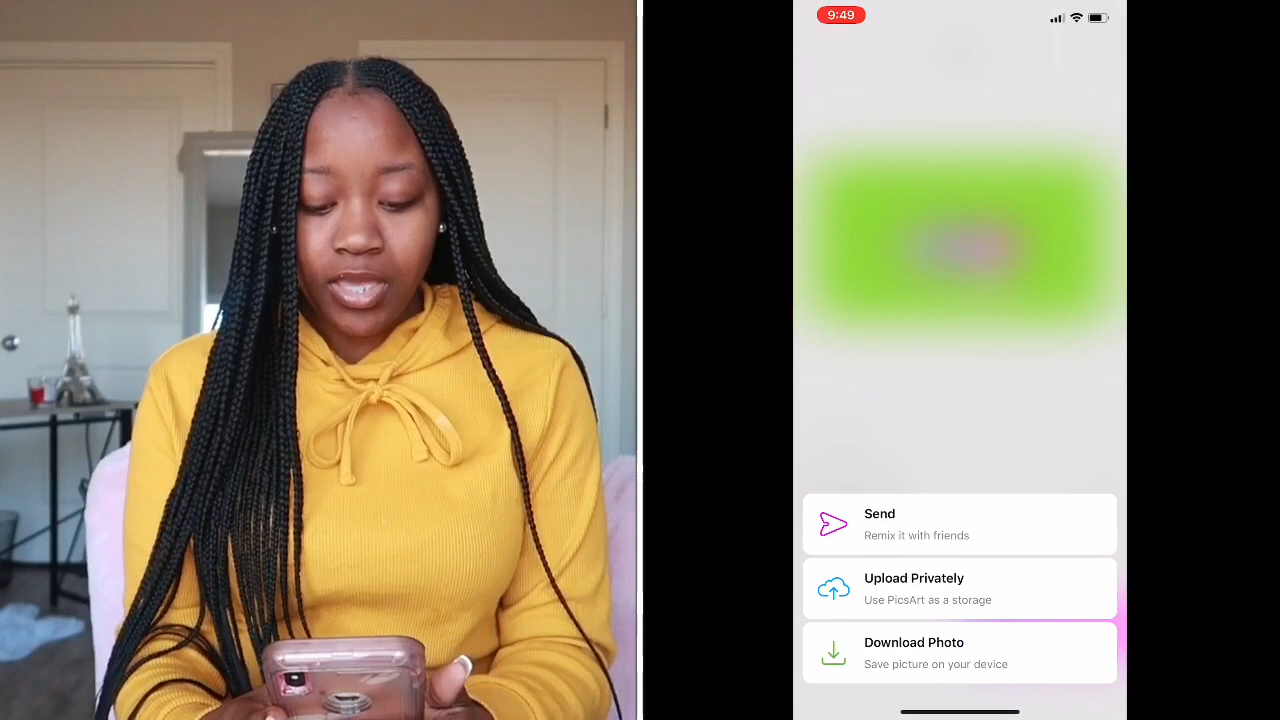 9:49
Send
Remix it with friends
Upload Privately
Use PicsArt as a storage
Download Photo
Save picture on your device